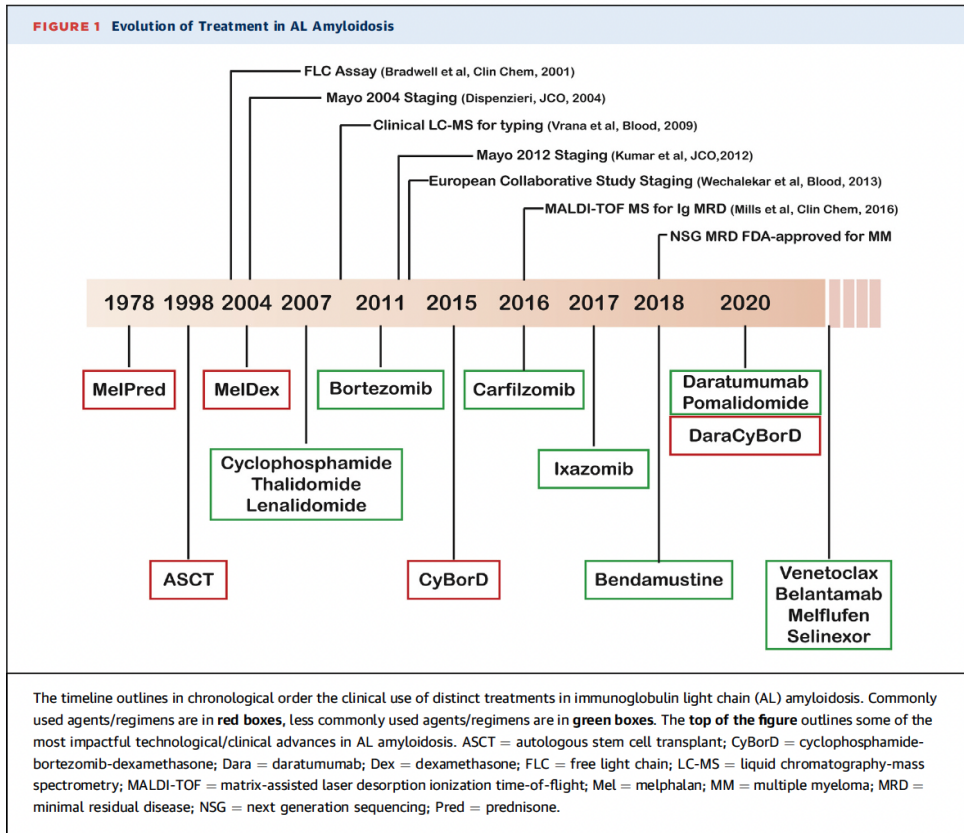 FIGURE 1 Evolution of Treatment in AL Amyloidosis
FLC Assay (Bradwell et al, Clin Chem, 2001)
Mayo 2004 Staging (Dispenzieri, JCO, 2004)
Clinical LC-MS for typing (Vrana et al, Blood, 2009)
Mayo 2012 Staging (Kumar et al, JCO,2012)
European Collaborative Study Staging (Wechalekar et al, Blood, 2013)
MALDI-TOF MS for Ig MRD (Mills et al, Clin Chem, 2016)
NSG MRD FDA-approved for MM
1978 1998 2004 2007 2011 2015 2016 2017 2018 2020
MelPred
MelDex
Bortezomib
Carfilzomib
Daratumumab
Pomalidomide
DaraCyBorD
Cyclophosphamide
Thalidomide
Lenalidomide
Ixazomib
ASCT
CyBorD
Bendamustine
Venetoclax
Belantamab
Melflufen
Selinexor
The timeline outlines in chronological order the clinical use of distinct treatments in immunoglobulin light chain (AL) amyloidosis. Commonly
used agents/regimens are in red boxes, less commonly used agents/regimens are in green boxes. The top of the figure outlines some of the
most impactful technological/clinical advances in AL amyloidosis. ASCT = autologous stem cell transplant; CyBorD = cyclophosphamide-
bortezomib-dexamethasone; Dara = daratumumab; Dex = dexamethasone; FLC = free light chain; LC-MS = liquid chromatography-mass
spectrometry; MALDI-TOF = matrix-assisted laser desorption ionization time-of-flight; Mel = melphalan; MM = multiple myeloma; MRD =
minimal residual disease; NSG = next generation sequencing; Pred = prednisone.